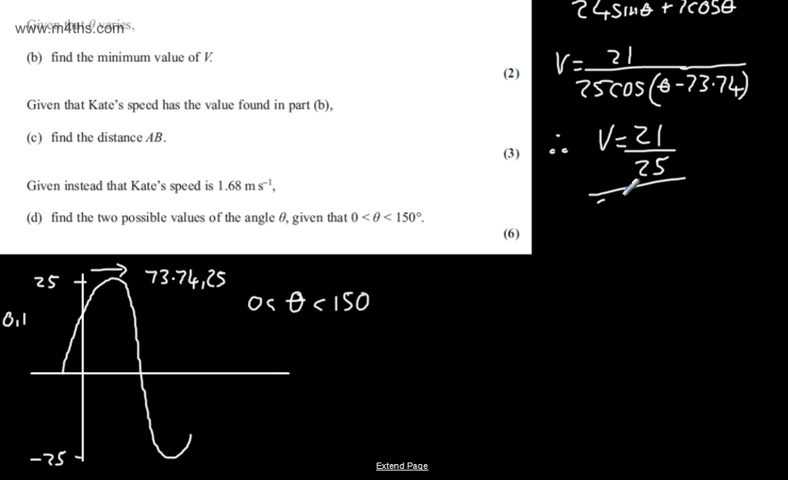 Given that θ varies,
www.m4ths.com
(b) find the minimum value of V.
(2)
Given that Kate's speed has the value found in part (b),
(c) find the distance AB.
(3)
Given instead that Kate's speed is 1.68 m s⁻¹,
(d) find the two possible values of the angle θ, given that 0 < θ < 150°.
(6)
24sinθ + 7cosθ
V = 21
25cos(θ-73.74)
∴ V = 21
25
25
73.74,25
0< θ < 150
0,1
-25
Extend Page